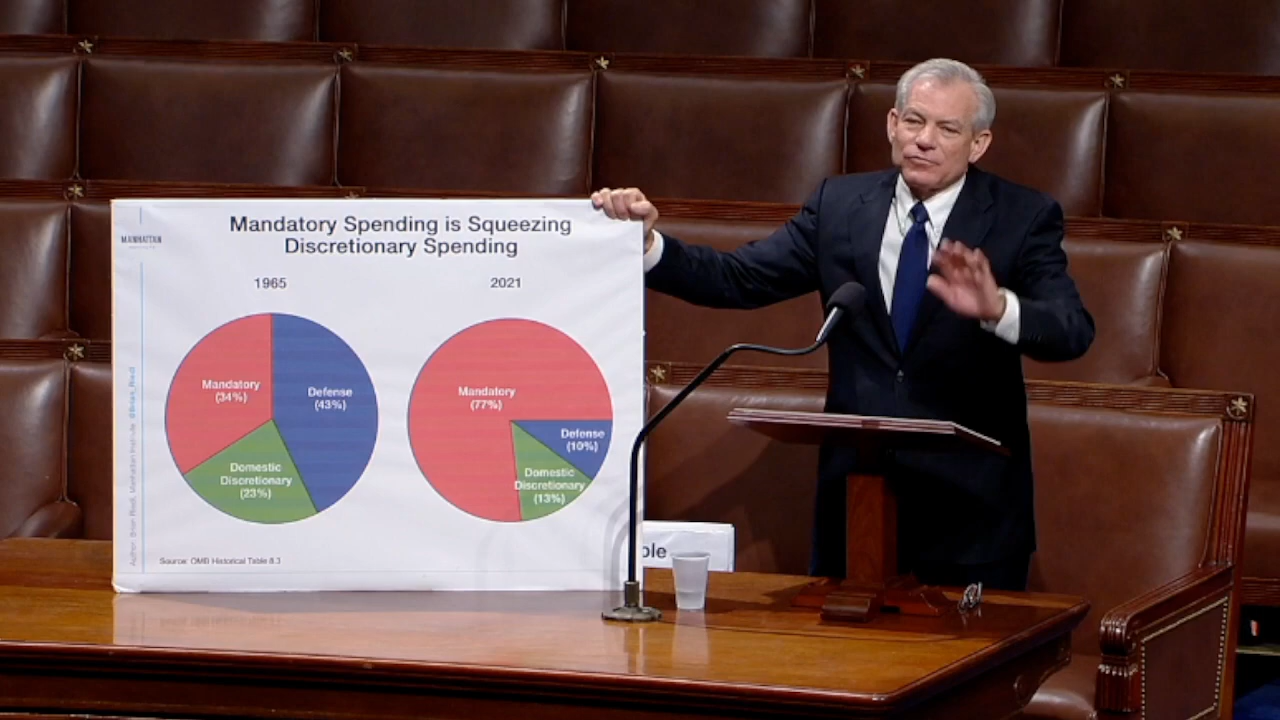 Mandatory Spending is Squeezing
Discretionary Spending
MANHATTAN
1965
2021
Mandatory
(34%)
Defense
(43%)
Domestic
Discretionary
(23%)
Mandatory
(77%)
Defense
(10%)
Domestic
Discretionary
(13%)
Author: Brian Riedl, Manhattan Institute @Brian_Riedl
Source: OMB Historical Table 8.3
ble